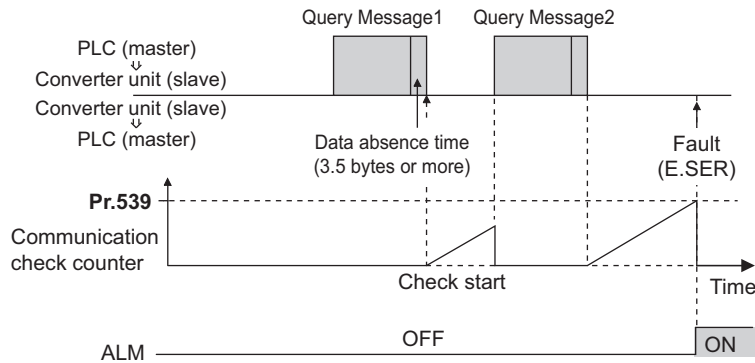 Query Message1
Query Message2
PLC (master)
Converter unit (slave)
Converter unit (slave)
PLC (master)
Data absence time
(3.5 bytes or more)
Fault
(E.SER)
Pr.539
Communication
check counter
Check start
Time
ALM
OFF
ON